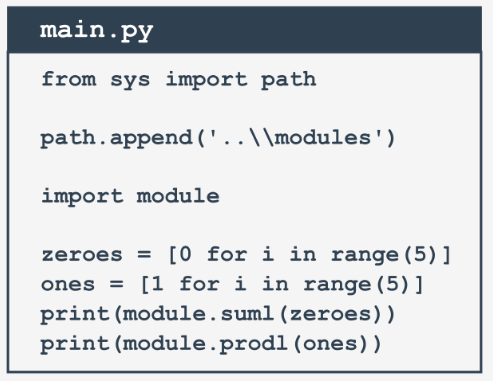 main.py
from sys import path
path.append('..\\modules')
import module
zeroes = [0 for i in range(5)]
ones = [1 for i in range(5)]
print(module.suml(zeroes))
print(module.prodl(ones))